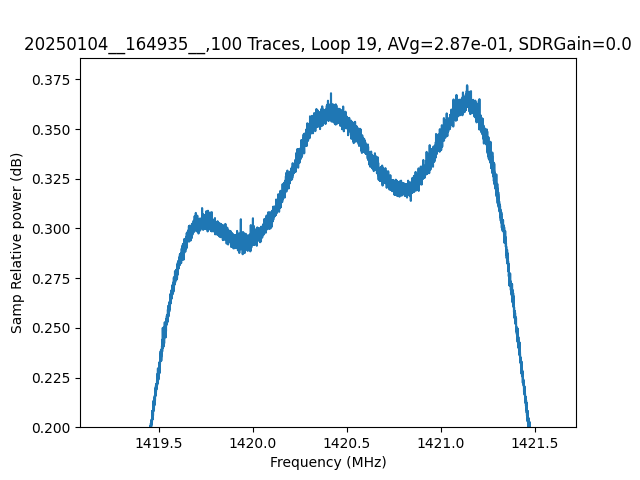 20250104__164935__,100 Traces, Loop 19, AVg=2.87e-01, SDRGain=0.0
Samp Relative power (dB)
0.375
0.350
0.325
0.300
0.275
0.250
0.225
0.200
1419.5 1420.0 1420.5 1421.0 1421.5
Frequency (MHz)